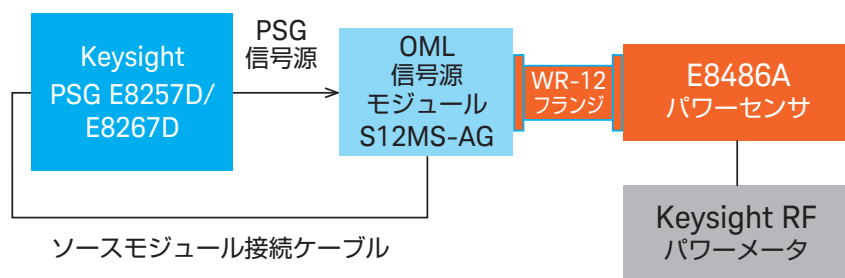 Keysight
PSG E8257D/
E8267D
PSG
信号源
OML
信号源
モジュール
S12MS-AG
WR-12
フランジ
E8486A
パワーセンサ
Keysight RF
パワーメータ
ソースモジュール接続ケーブル